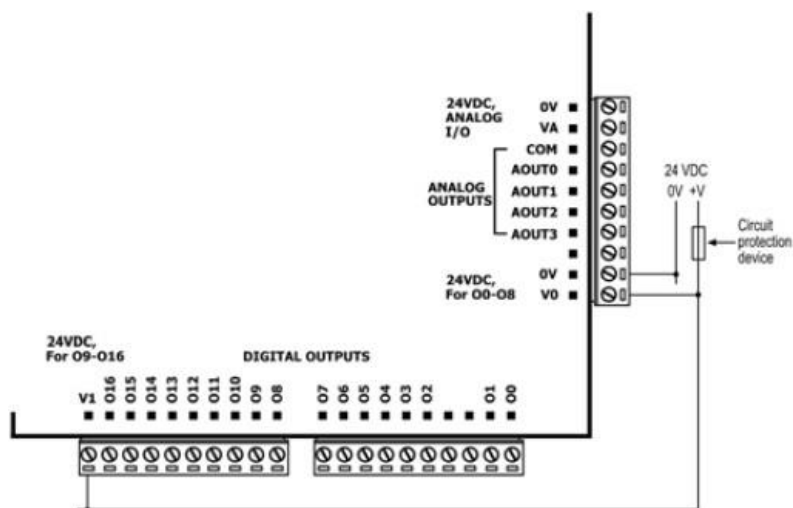 24VDC,
ANALOG
I/O
0V
VA
COM
AOUT0
ANALOG
OUTPUTS
AOUT1
AOUT2
AOUT3
24 VDC
0V +V
Circuit
protection
device
24VDC,
For O0-O8
0V
V0
24VDC,
For O9-O16
DIGITAL OUTPUTS
V1 O16 O15 O14 O13 O12 O11 O10 O9 O8 O7 O6 O5 O4 O3 O2 O1 O0